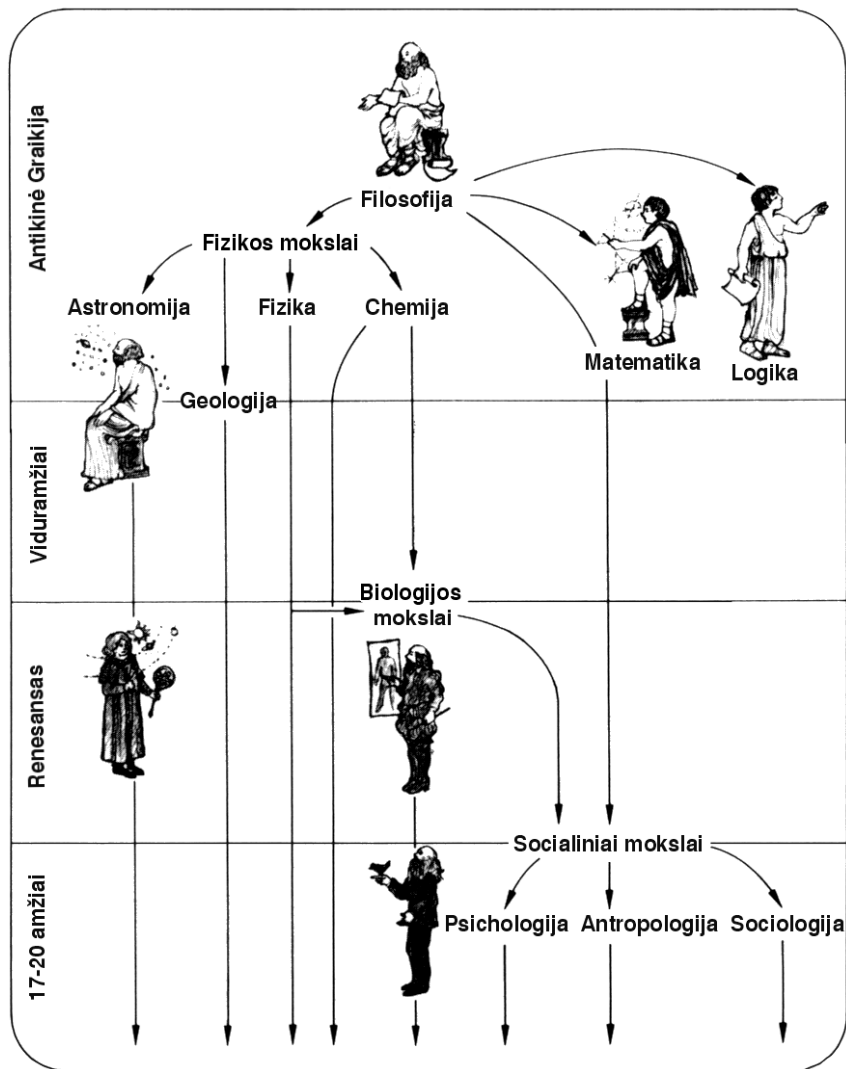 Antikinė Graikija
Filosofija
Fizikos mokslai
Astronomija
Fizika
Chemija
Geologija
Matematika
Logika
Viduramžiai
Biologijos
mokslai
Renesansas
Socialiniai mokslai
17-20 amžiai
Psichologija
Antropologija
Sociologija